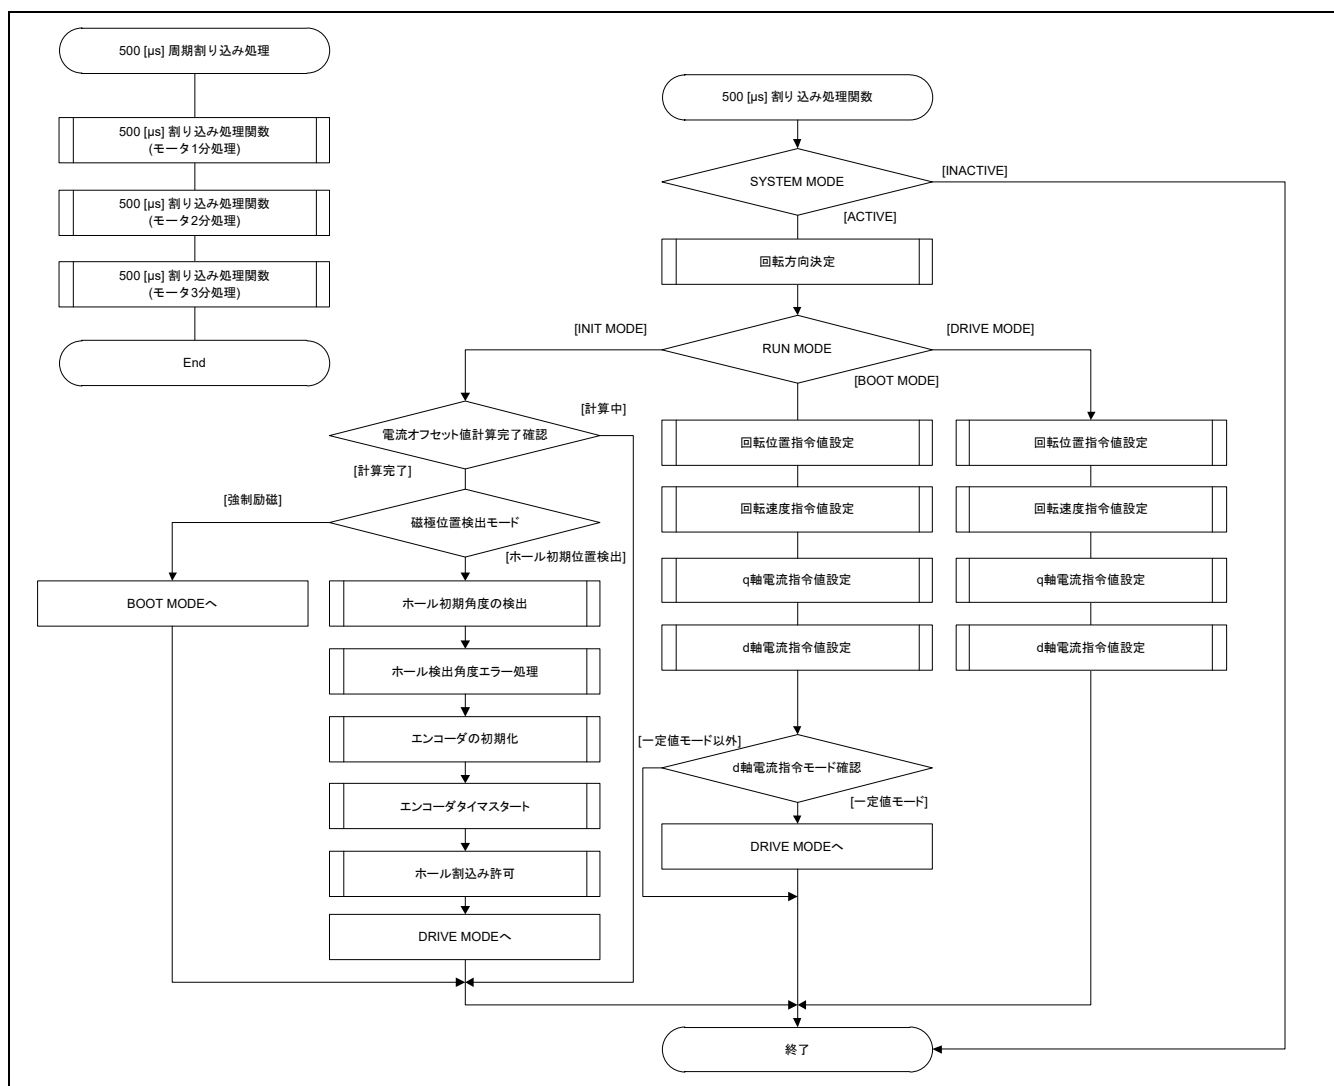 500 [µs] 周期割り込み処理
500 [µs] 割り込み処理関数
(モータ1分処理)
500 [µs] 割り込み処理関数
(モータ2分処理)
500 [µs] 割り込み処理関数
(モータ3分処理)
End
500 [µs] 割り込み処理関数
SYSTEM MODE
[INACTIVE]
[ACTIVE]
回転方向決定
[INIT MODE]
RUN MODE
[DRIVE MODE]
[BOOT MODE]
電流オフセット値計算完了確認
[計算中]
[計算完了]
[強制励磁]
磁極位置検出モード
[ホール初期位置検出]
BOOT MODEへ
ホール初期角度の検出
ホール検出角度エラー処理
エンコーダの初期化
エンコーダタイマスタート
ホール割込み許可
DRIVE MODEへ
回転位置指令値設定
回転速度指令値設定
q軸電流指令値設定
d軸電流指令値設定
[一定値モード以外]
d軸電流指令モード確認
[一定値モード]
DRIVE MODEへ
回転位置指令値設定
回転速度指令値設定
q軸電流指令値設定
d軸電流指令値設定
終了